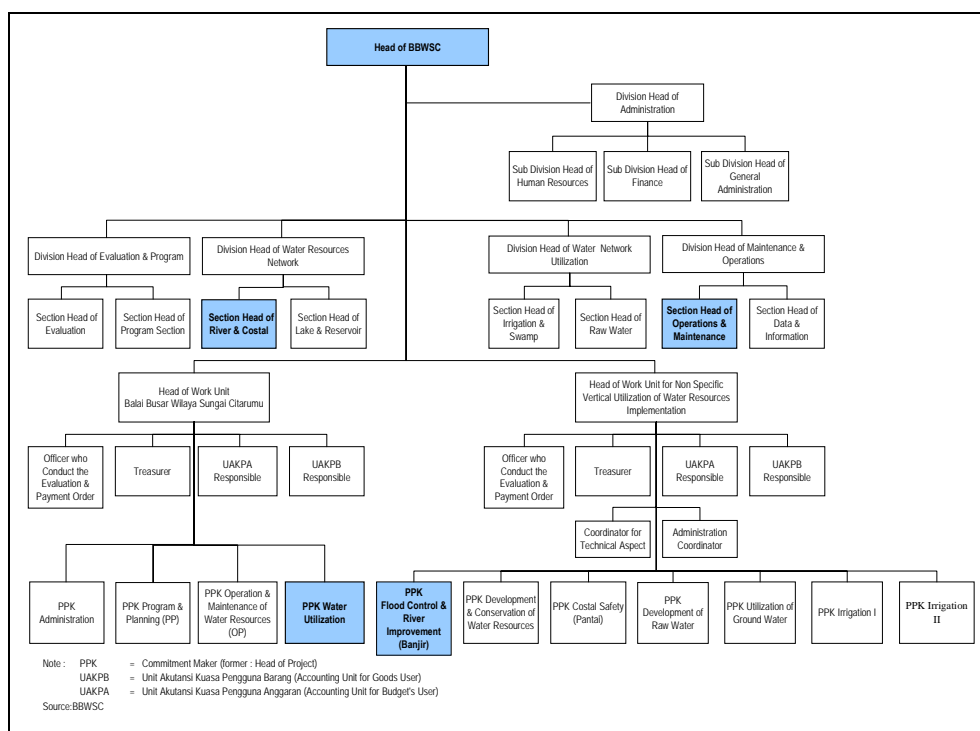 Head of BBWSC
Division Head of
Administration
Sub Division Head of
Human Resources
Sub Division Head of
Finance
Sub Division Head of
General
Administration
Division Head of Evaluation & Program
Division Head of Water Resources
Network
Division Head of Water Network
Utilization
Division Head of Maintenance &
Operations
Section Head of
Evaluation
Section Head of
Program Section
Section Head of
River & Costal
Section Head of
Lake & Reservoir
Section Head of
Irrigation &
Swamp
Section Head of
Raw Water
Section Head of
Operations &
Maintenance
Section Head of
Data &
Information
Head of Work Unit
Balai Busar Wilaya Sungai Citarumu
Head of Work Unit for Non Specific
Vertical Utilization of Water Resources
Implementation
Officer who
Conduct the
Evaluation &
Payment Order
Treasurer
UAKPA
Responsible
UAKPB
Responsible
Officer who
Conduct the
Evaluation &
Payment Order
Treasurer
UAKPA
Responsible
UAKPB
Responsible
Coordinator for
Technical Aspect
Administration
Coordinator
PPK
Administration
PPK Program &
Planning (PP)
PPK Operation &
Maintenance of
Water Resources
(OP)
PPK Water
Utilization
PPK
Flood Control &
River
Improvement
(Banjir)
PPK Development
& Conservation of
Water Resources
PPK Costal Safety
(Pantai)
PPK
Development of
Raw Water
PPK Utilization of
Ground Water
PPK Irrigation I
PPK Irrigation
II
Note : PPK = Commitment Maker (former : Head of Project)
UAKPB = Unit Akutansi Kuasa Pengguna Barang (Accounting Unit for Goods User)
UAKPA = Unit Akutansi Kuasa Pengguna Anggaran (Accounting Unit for Budget's User)
Source:BBWSC